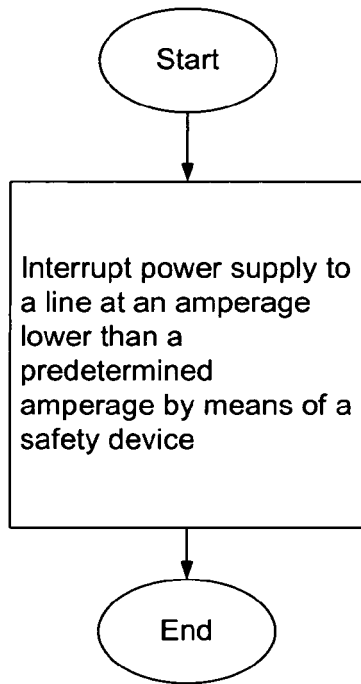 Start
Interrupt power supply to
a line at an amperage
lower than a
predetermined
amperage by means of a
safety device
End